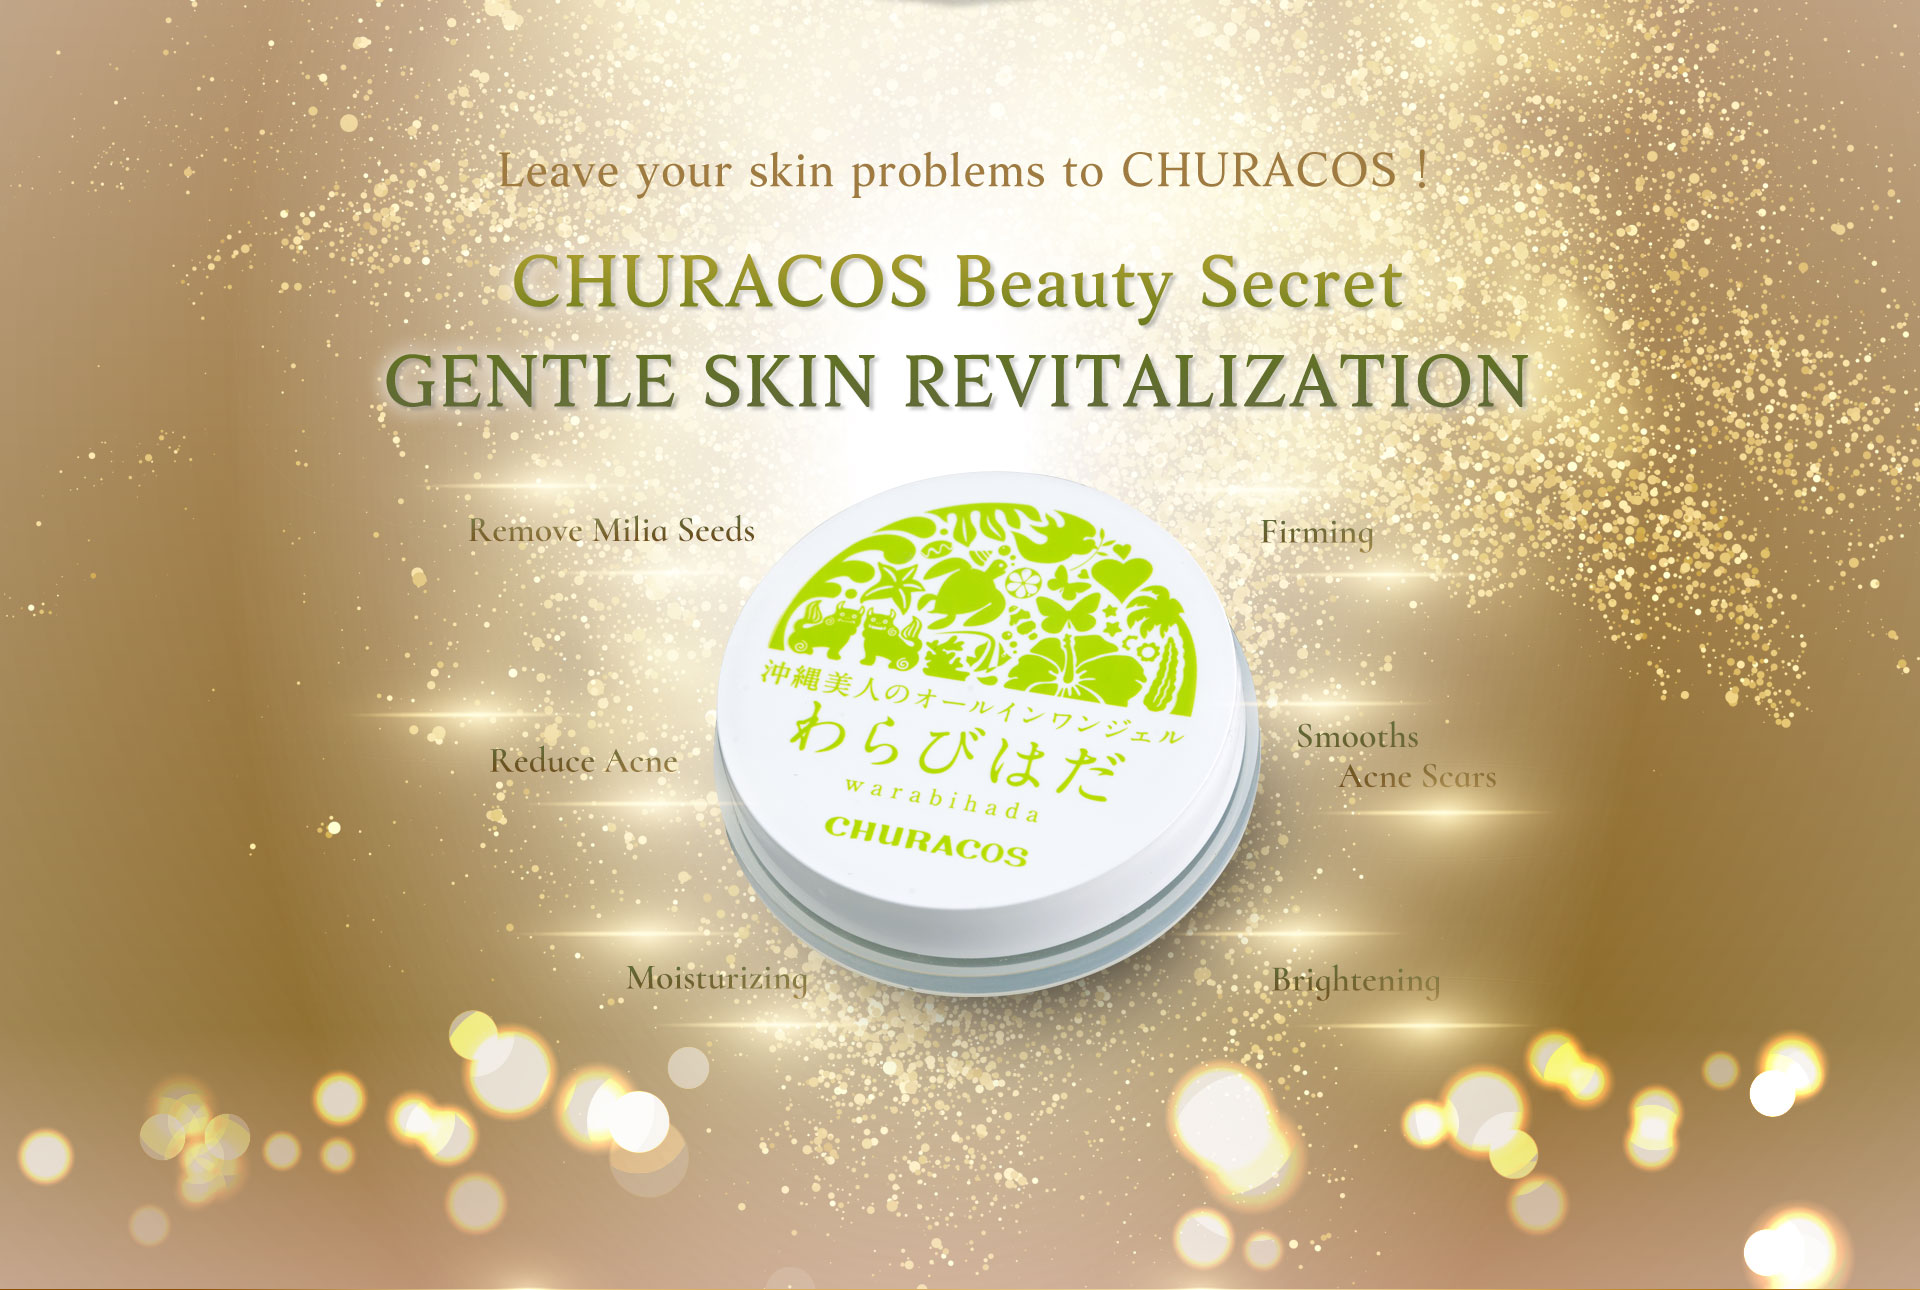 Leave your skin problems to CHURACOS !
CHURACOS Beauty Secret
GENTLE SKIN REVITALIZATION
Remove Milia Seeds
Firming
沖縄美人のオールインワンジェル
わらびはだ
warabihada
CHURACOS
Reduce Acne
Smooths
Acne Scars
Moisturizing
Brightening